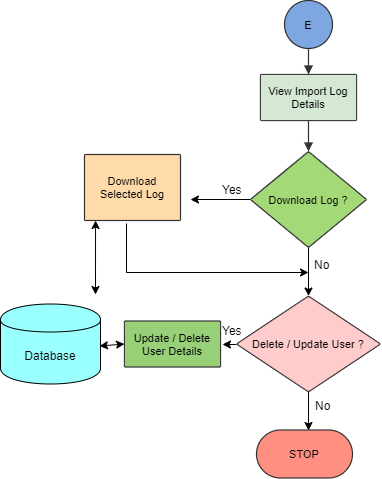 E
View Import Log
Details
Download
Selected Log
Yes
Download Log ?
No
Database
Update / Delete
User Details
Yes
Delete / Update User ?
No
STOP